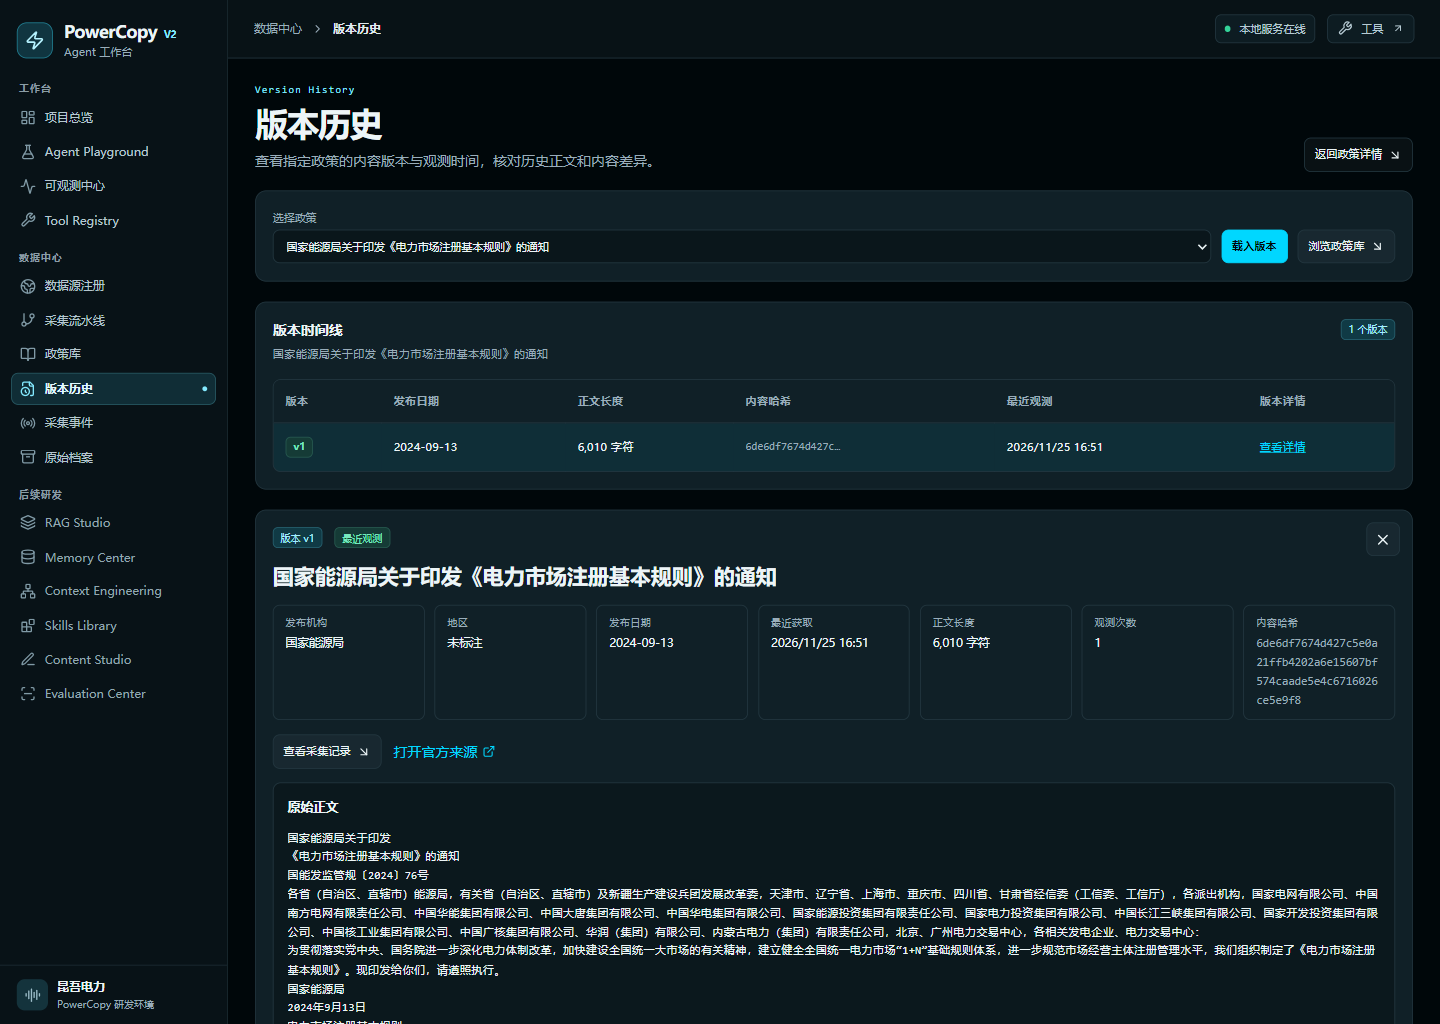 PowerCopy V2
Agent 工作台
工作台
项目总览
Agent Playground
可观测中心
Tool Registry
数据中心
数据源注册
采集流水线
政策库
版本历史
采集事件
原始档案
后续研发
RAG Studio
Memory Center
Context Engineering
Skills Library
Content Studio
Evaluation Center
昆吾电力
PowerCopy 研发环境
数据中心 > 版本历史
本地服务在线
工具
Version History
版本历史
查看指定政策的内容版本与观测时间，核对历史正文和内容差异。
返回政策详情
选择政策
国家能源局关于印发《电力市场注册基本规则》的通知
载入版本
浏览政策库
版本时间线
1 个版本
国家能源局关于印发《电力市场注册基本规则》的通知
版本 发布日期 正文长度 内容哈希 最近观测 版本详情
v1 2024-09-13 6,010 字符 6de6df7674d427c… 2026/11/25 16:51 查看详情
版本 v1 最近观测
国家能源局关于印发《电力市场注册基本规则》的通知
发布机构
国家能源局
地区
未标注
发布日期
2024-09-13
最近获取
2026/11/25 16:51
正文长度
6,010 字符
观测次数
1
内容哈希
6de6df7674d427c5e0a
21ffb4202a6e15607bf
574caade5e4c6716026
ce5e9f8
查看采集记录
打开官方来源
原始正文
国家能源局关于印发
《电力市场注册基本规则》的通知
国能发监管规〔2024〕76号
各省（自治区、直辖市）能源局，有关省（自治区、直辖市）及新疆生产建设兵团发展改革委，天津市、辽宁省、上海市、重庆市、四川省、甘肃省经信委（工信委、工信厅），各派出机构，国家电网有限公司、中国
南方电网有限责任公司、中国华能集团有限公司、中国大唐集团有限公司、中国华电集团有限公司、国家能源投资集团有限责任公司、国家电力投资集团有限公司、中国长江三峡集团有限公司、国家开发投资集团有限公
司、中国核工业集团有限公司、中国广核集团有限公司、华润（集团）有限公司、内蒙古电力（集团）有限责任公司，北京、广州电力交易中心，各相关发电企业、电力交易中心：
为贯彻落实党中央、国务院进一步深化电力体制改革，加快建设全国统一大市场的有关精神，建立健全全国统一电力市场“1+N”基础规则体系，进一步规范市场经营主体注册管理水平，我们组织制定了《电力市场注册
基本规则》。现印发给你们，请遵照执行。
国家能源局
2024年9月13日
电力市场注册基本规则